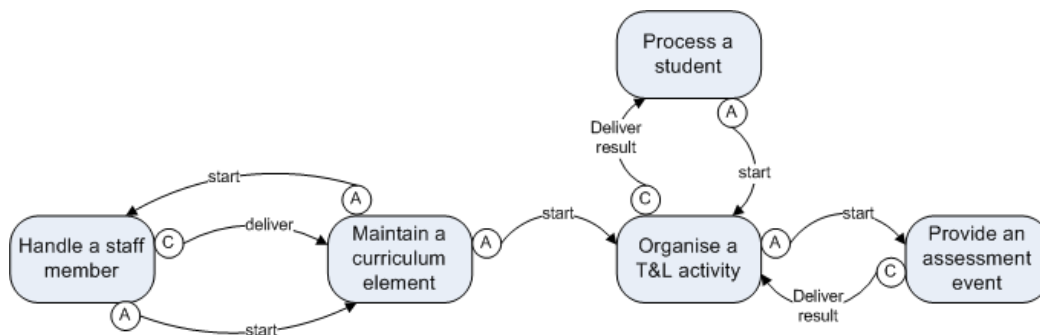 Process a
student
A
Deliver
result
start
C
start
A
Handle a staff
member
C
deliver
Maintain a
curriculum
element
A
start
Organise a
T&L activity
A
start
Provide an
assessment
event
C
Deliver
result
A
start